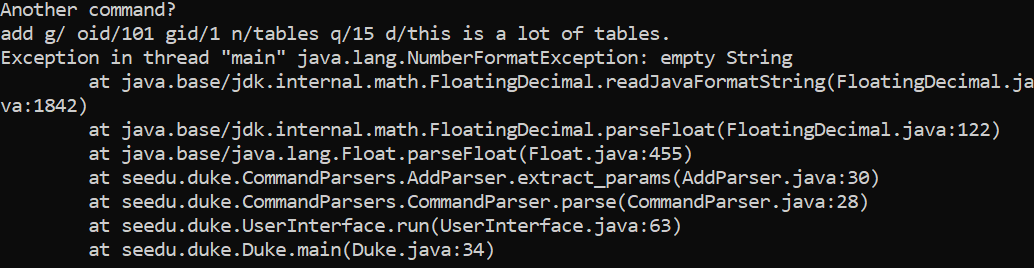 Another command?
add g/ oid/101 gid/1 n/tables q/15 d/this is a lot of tables.
Exception in thread "main" java.lang.NumberFormatException: empty String
at java.base/jdk.internal.math.FloatingDecimal.readJavaFormatString(FloatingDecimal.ja
va:1842)
at java.base/jdk.internal.math.FloatingDecimal.parseFloat(FloatingDecimal.java:122)
at java.base/java.lang.Float.parseFloat(Float.java:455)
at seedu.duke.CommandParsers.AddParser.extract_params(AddParser.java:30)
at seedu.duke.CommandParsers.CommandParser.parse(CommandParser.java:28)
at seedu.duke.UserInterface.run(UserInterface.java:63)
at seedu.duke.Duke.main(Duke.java:34)